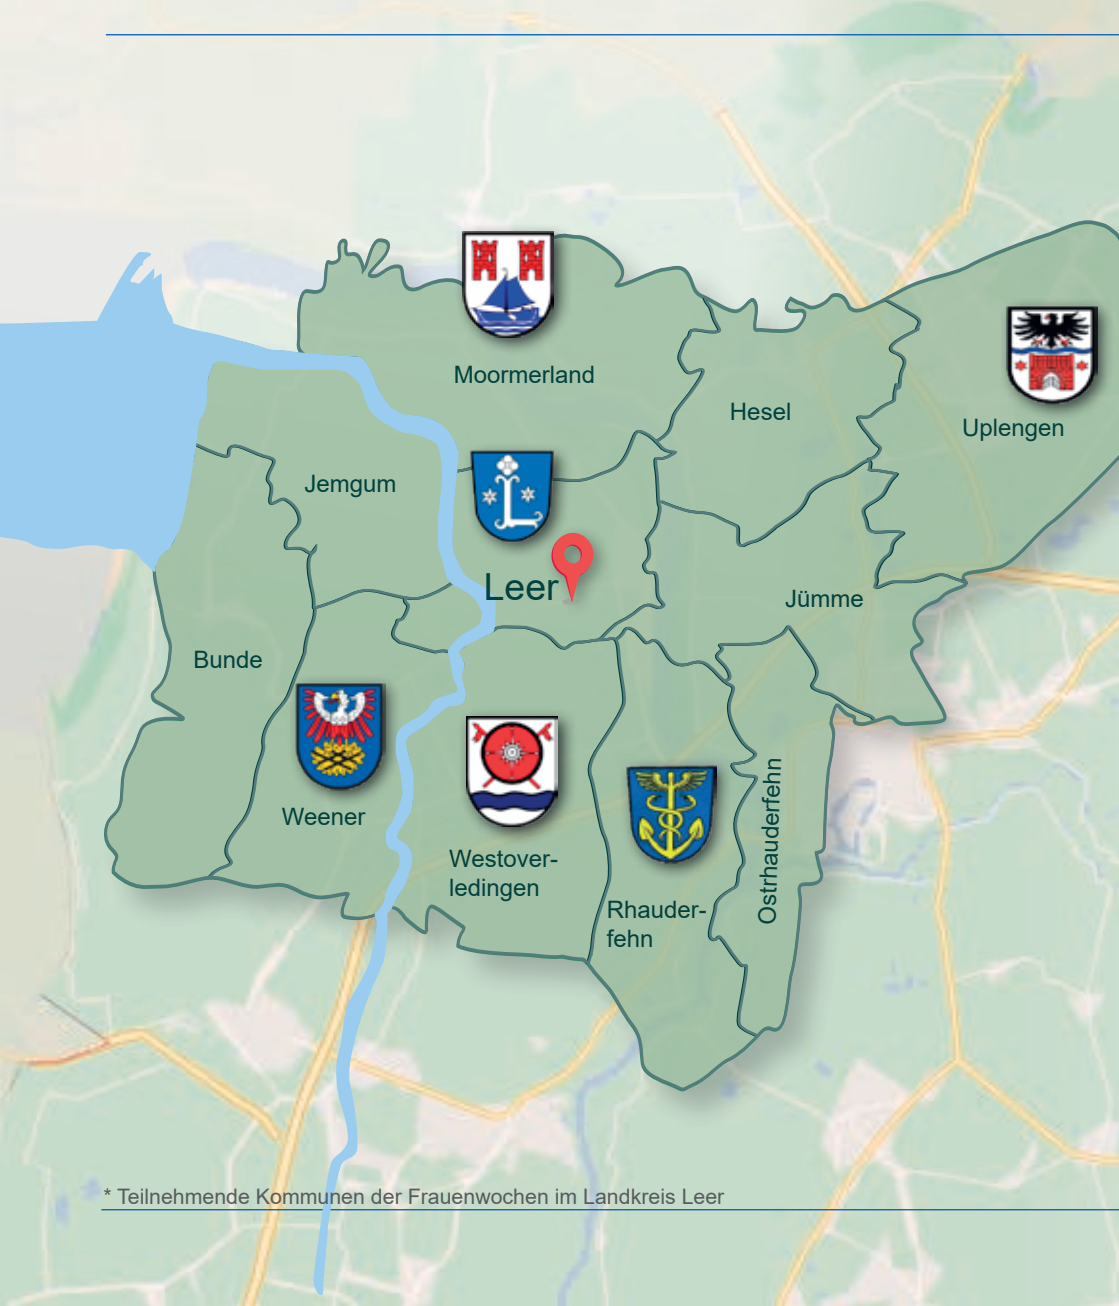 Moormerland
Hesel
Uplengen
Jemgum
Leer
Jümme
Bunde
Weener
Westover-
ledingen
Rhauder-
fehn
Ostrhauderfehn
* Teilnehmende Kommunen der Frauenwochen im Landkreis Leer